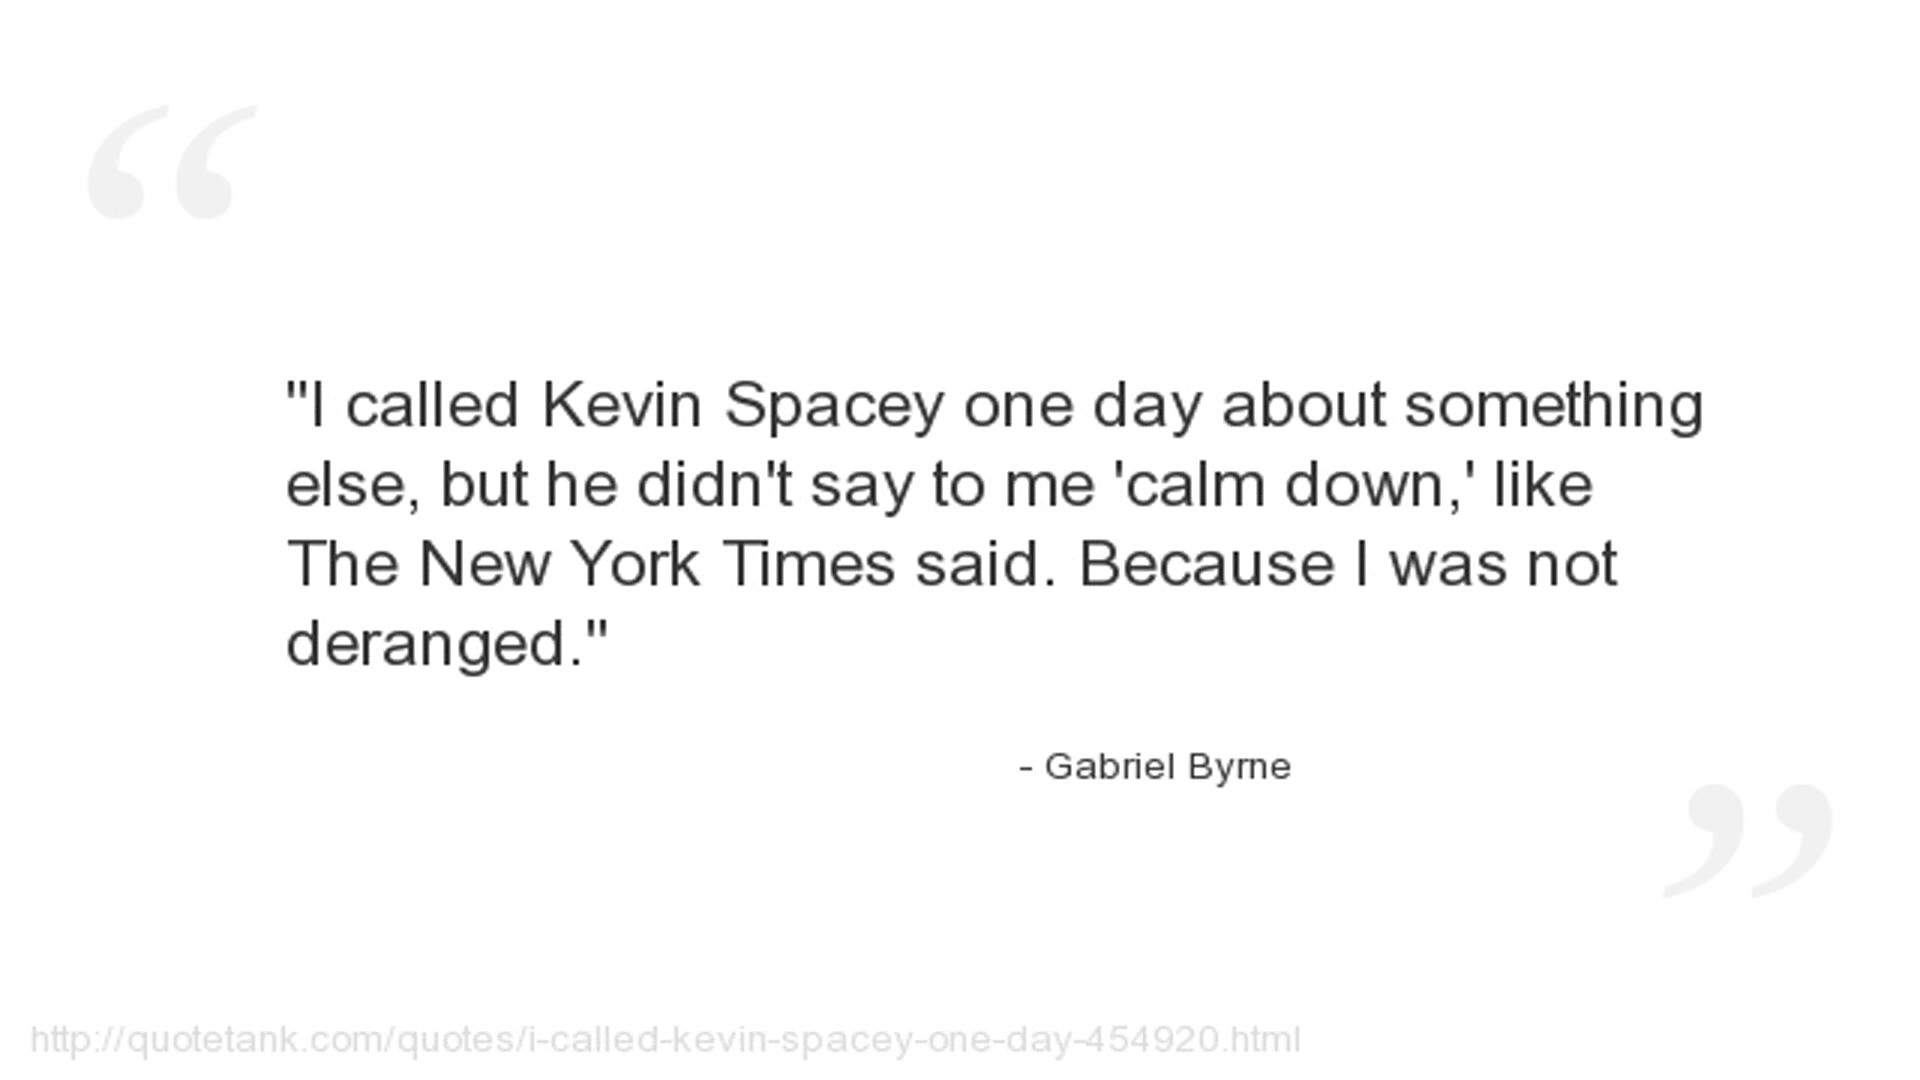 "I called Kevin Spacey one day about something
else, but he didn't say to me 'calm down,' like
The New York Times said. Because I was not
deranged."
- Gabriel Byrne
http://quotetank.com/quotes/i-called-kevin-spacey-one-day-454920.html